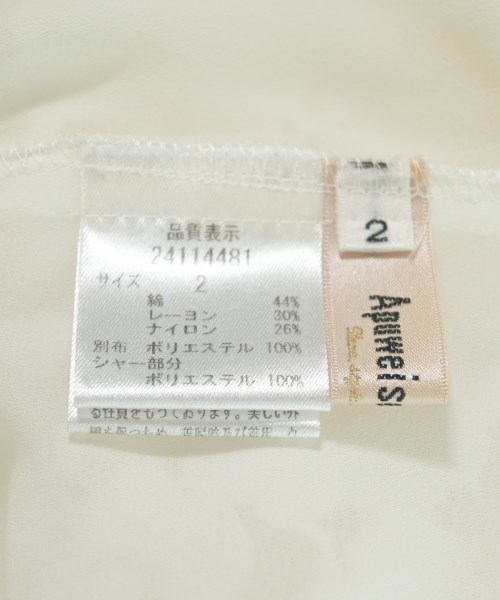 品質表示
24114481
サイズ 2
綿 44%
レーヨン 30%
ナイロン 26%
別布 ポリエステル 100%
シャー部分
ポリエステル 100%
2
Apuweis